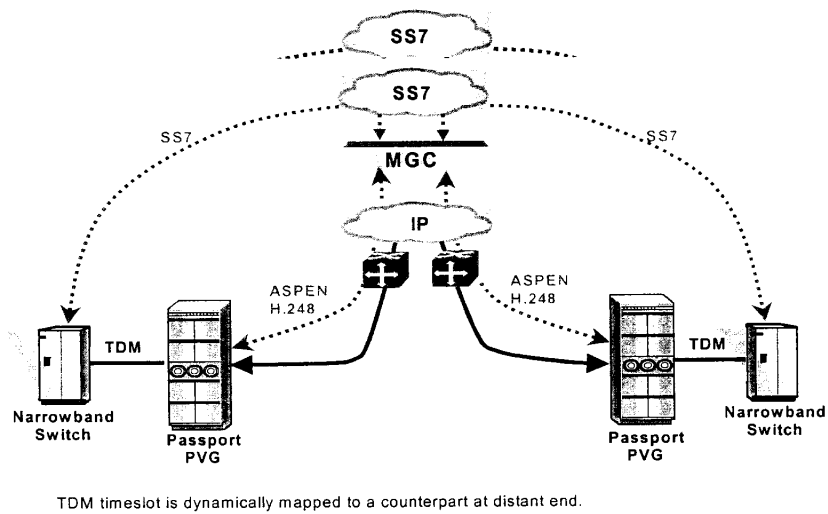 SS7
SS7
SS7
SS7
MGC
IP
ASPEN
H.248
ASPEN
H.248
TDM
TDM
Narrowband
Switch
Passport
PVG
Passport
PVG
Narrowband
Switch
TDM timeslot is dynamically mapped to a counterpart at distant end.